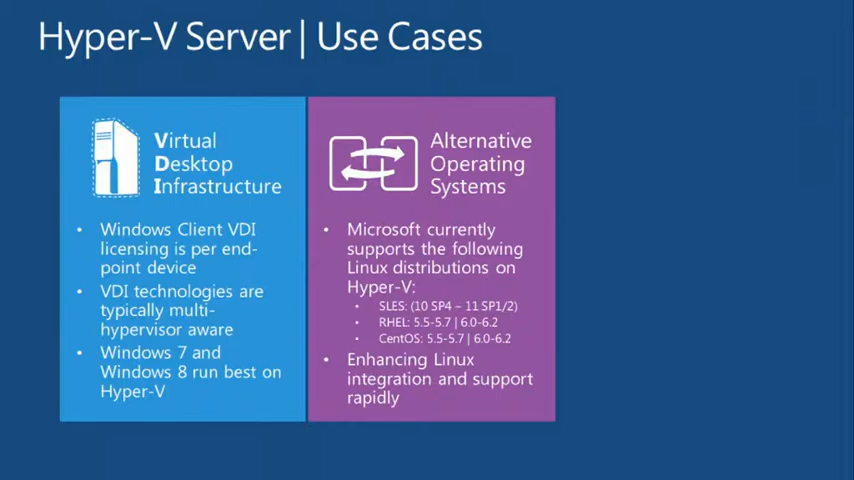 Hyper-V Server | Use Cases
Virtual
Desktop
Infrastructure
• Windows Client VDI
licensing is per end-
point device
• VDI technologies are
typically multi-
hypervisor aware
• Windows 7 and
Windows 8 run best on
Hyper-V
Alternative
Operating
Systems
• Microsoft currently
supports the following
Linux distributions on
Hyper-V:
• SLES: (10 SP4 – 11 SP1/2)
• RHEL: 5.5-5.7 | 6.0-6.2
• CentOS: 5.5-5.7 | 6.0-6.2
• Enhancing Linux
integration and support
rapidly